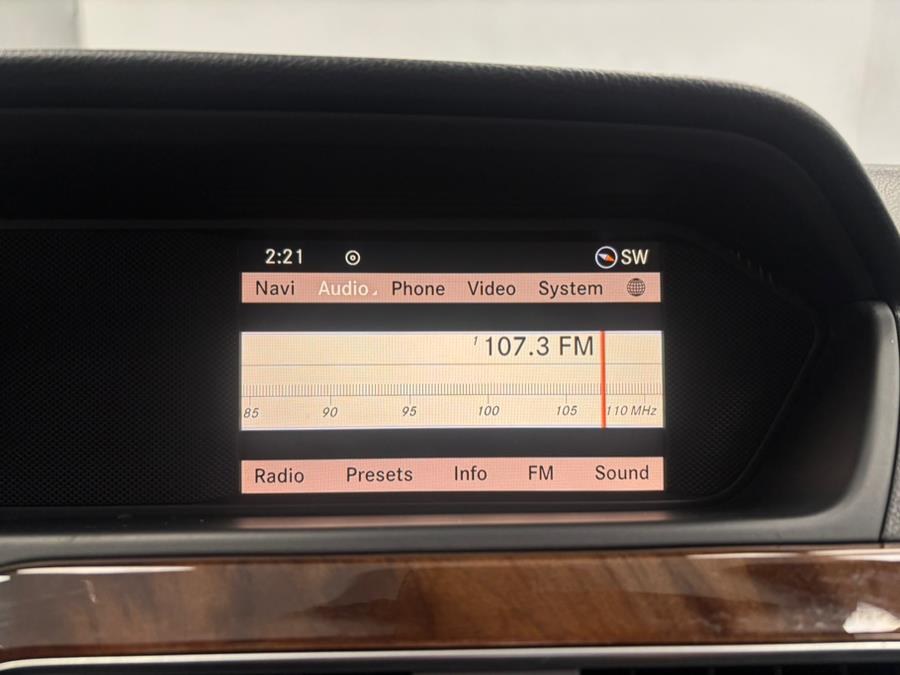 2:21 SW
Navi Audio Phone Video System
1 107.3 FM
85 90 95 100 105 110 MHz
Radio Presets Info FM Sound